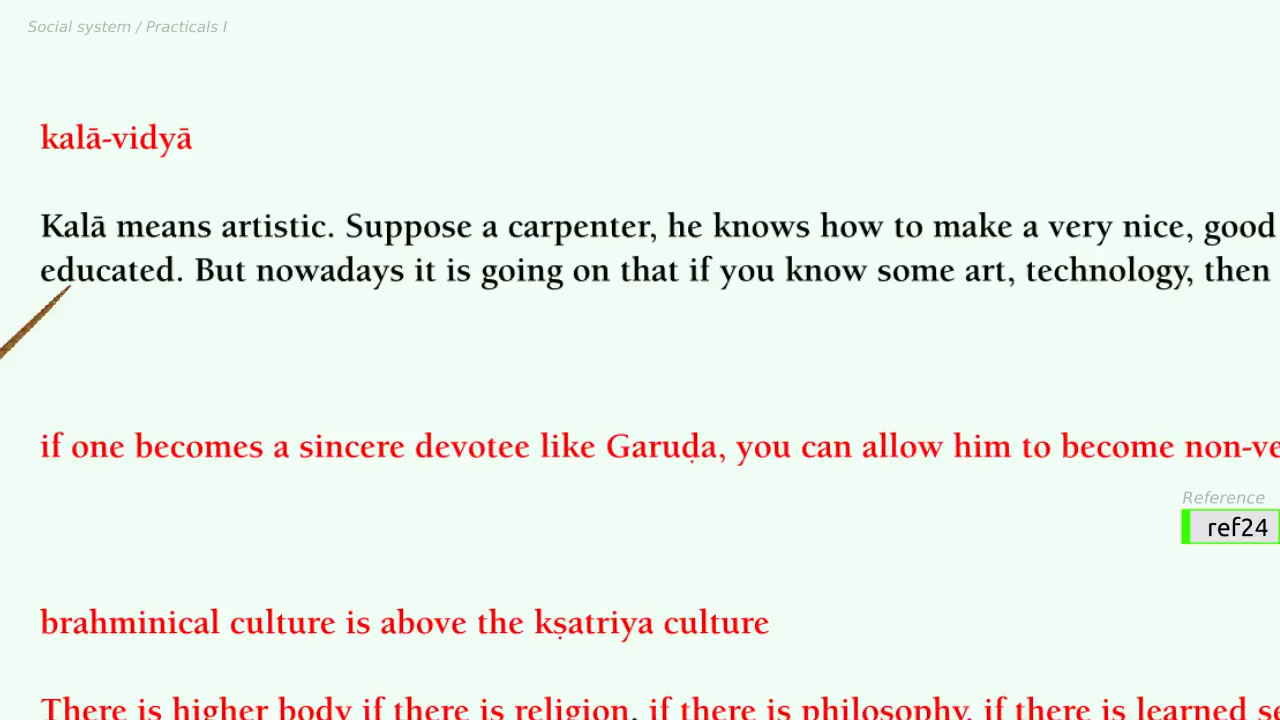 Social system / Practicals I
kalā-vidyā
Kalā means artistic. Suppose a carpenter, he knows how to make a very nice, good
educated. But nowadays it is going on that if you know some art, technology, then
if one becomes a sincere devotee like Garuḍa, you can allow him to become non-ve
Reference
ref24
brahminical culture is above the kṣatriya culture
There is higher body if there is religion, if there is philosophy, if there is learned sc